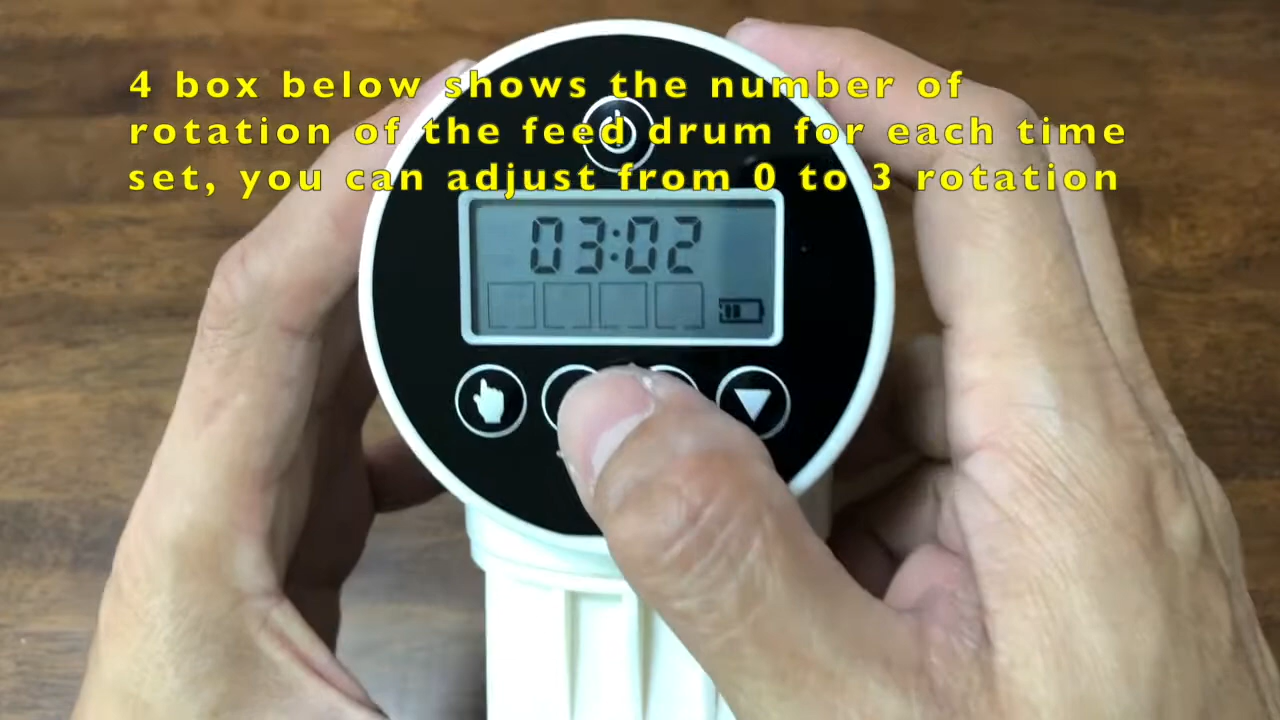 4 box below shows the number of
rotation of the feed drum for each time
set, you can adjust from 0 to 3 rotation
03:02